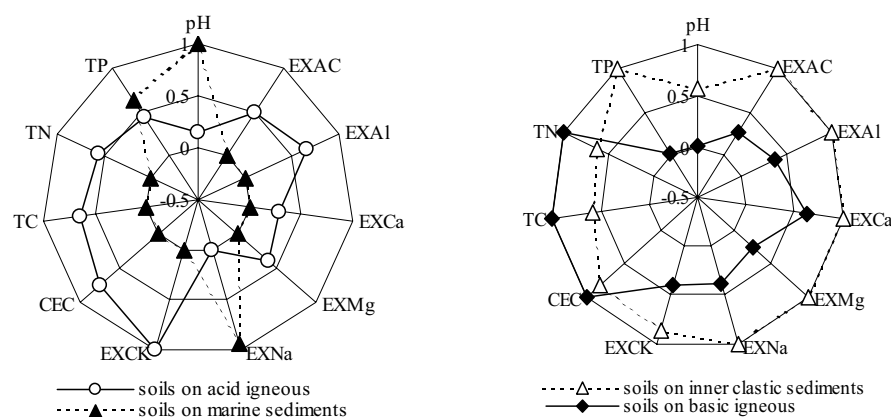 pH
1
TP
EXAC
0.5
TN
EXAl
0
TC
-0.5
EXCa
CEC
EXMg
EXCK
EXNa
soils on acid igneous
soils on marine sediments
pH
1
TP
EXAC
0.5
TN
EXAl
0
TC
-0.5
EXCa
CEC
EXMg
EXCK
EXNa
soils on inner clastic sediments
soils on basic igneous